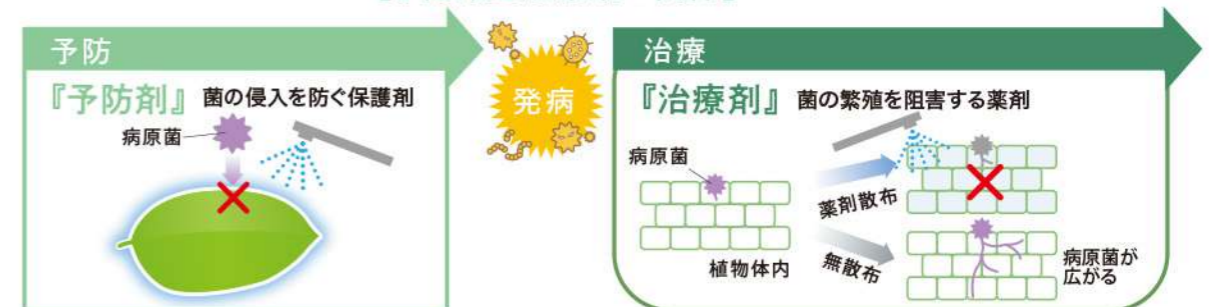 予防
『予防剤』 菌の侵入を防ぐ保護剤
病原菌
発病
治療
『治療剤』 菌の繁殖を阻害する薬剤
病原菌
植物体内
薬剤散布
無散布
病原菌が
広がる